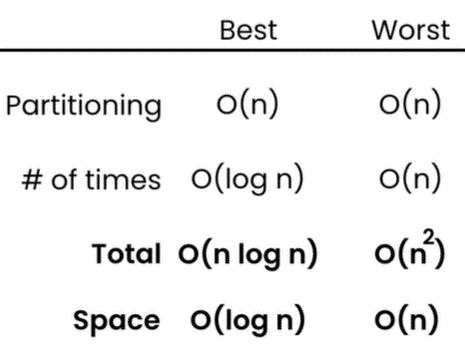 Best Worst
Partitioning O(n) O(n)
# of times O(log n) O(n)
Total O(n log n) O(n²)
Space O(log n) O(n)